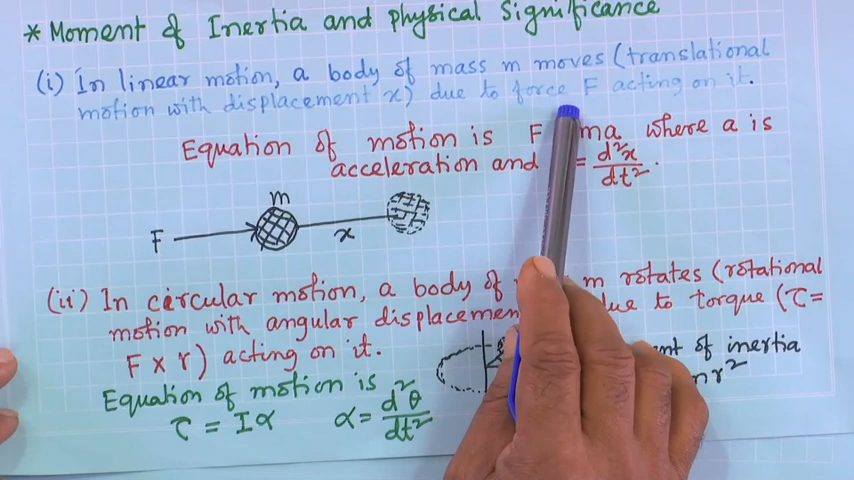 * Moment of Inertia and physical Significance
(i) In linear motion, a body of mass m moves (translational
motion with displacement x) due to force F acting on it.
Equation of motion is F ma where a is
acceleration and = d²x/dt².
m
F
x
(ii) In circular motion, a body of m rotates (rotational
motion with angular displacemen due to torque (τ=
F × r) acting on it.
nt of inertia
r²
Equation of motion is
τ = Iα α = d²θ/dt²